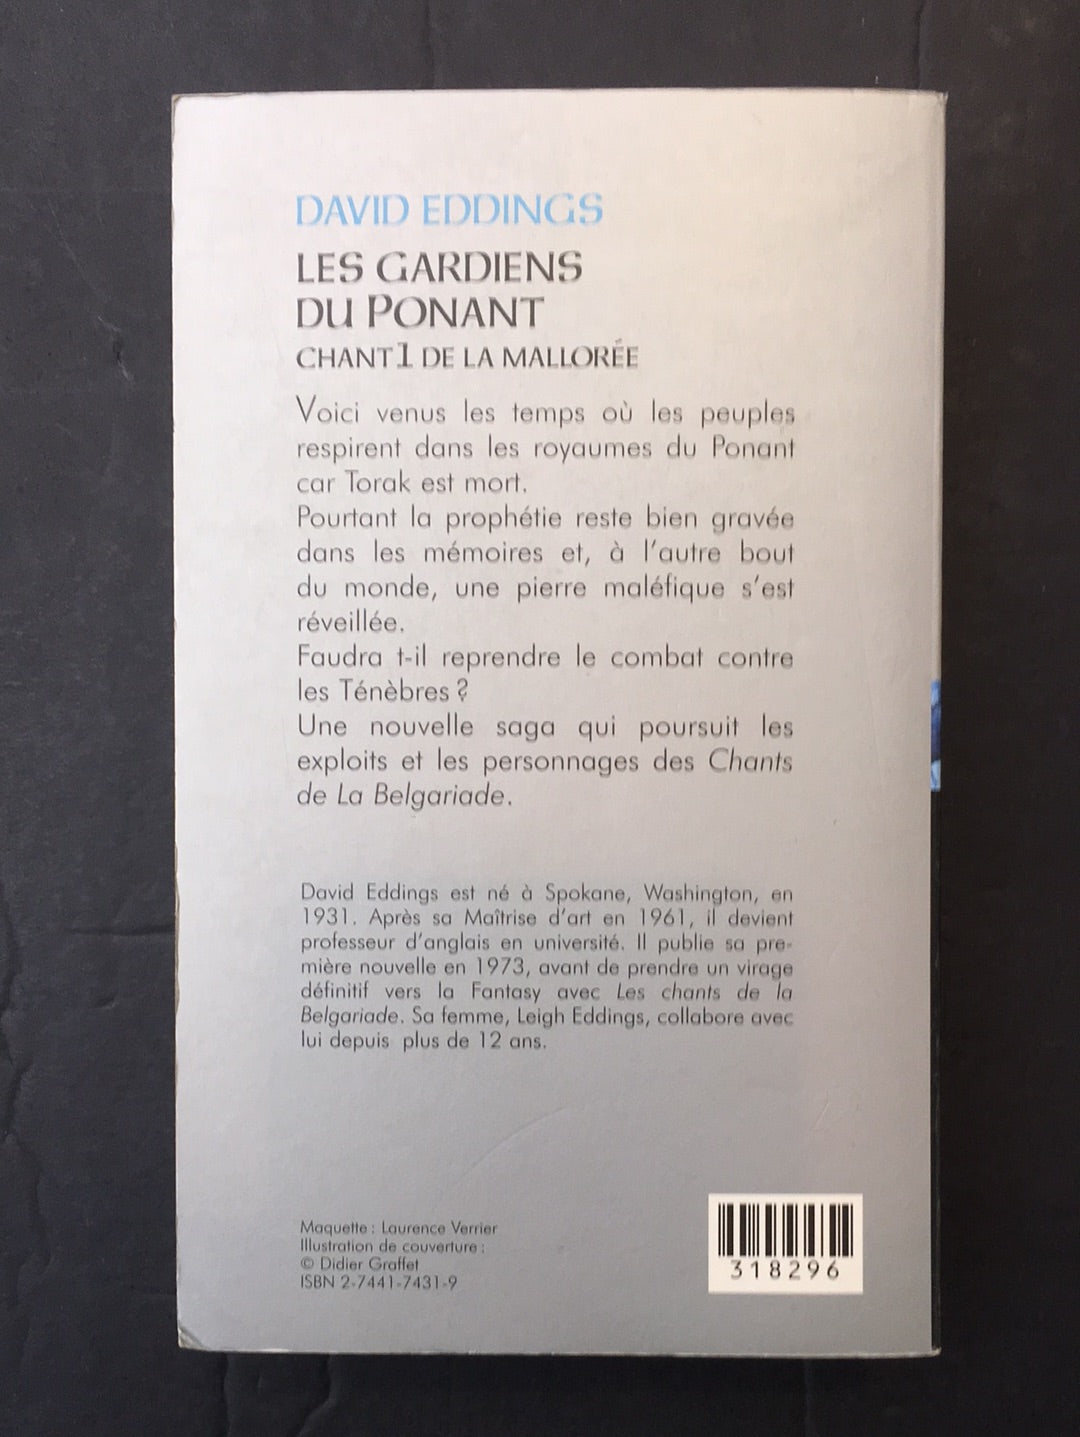 DAVID EDDINGS
LES GARDIENS
DU PONANT
CHANT 1 DE LA MALLORÉE
Voici venus les temps où les peuples
respirent dans les royaumes du Ponant
car Torak est mort.
Pourtant la prophétie reste bien gravée
dans les mémoires et, à l'autre bout
du monde, une pierre maléfique s'est
réveillée.
Faudra t-il reprendre le combat contre
les Ténèbres ?
Une nouvelle saga qui poursuit les
exploits et les personnages des Chants
de La Belgariade.
David Eddings est né à Spokane, Washington, en
1931. Après sa Maîtrise d'art en 1961, il devient
professeur d'anglais en université. Il publie sa pre-
mière nouvelle en 1973, avant de prendre un virage
définitif vers la Fantasy avec Les chants de la
Belgariade. Sa femme, Leigh Eddings, collabore avec
lui depuis plus de 12 ans.
Maquette : Laurence Verrier
Illustration de couverture :
© Didier Graffet
ISBN 2-7441-7431-9
318296